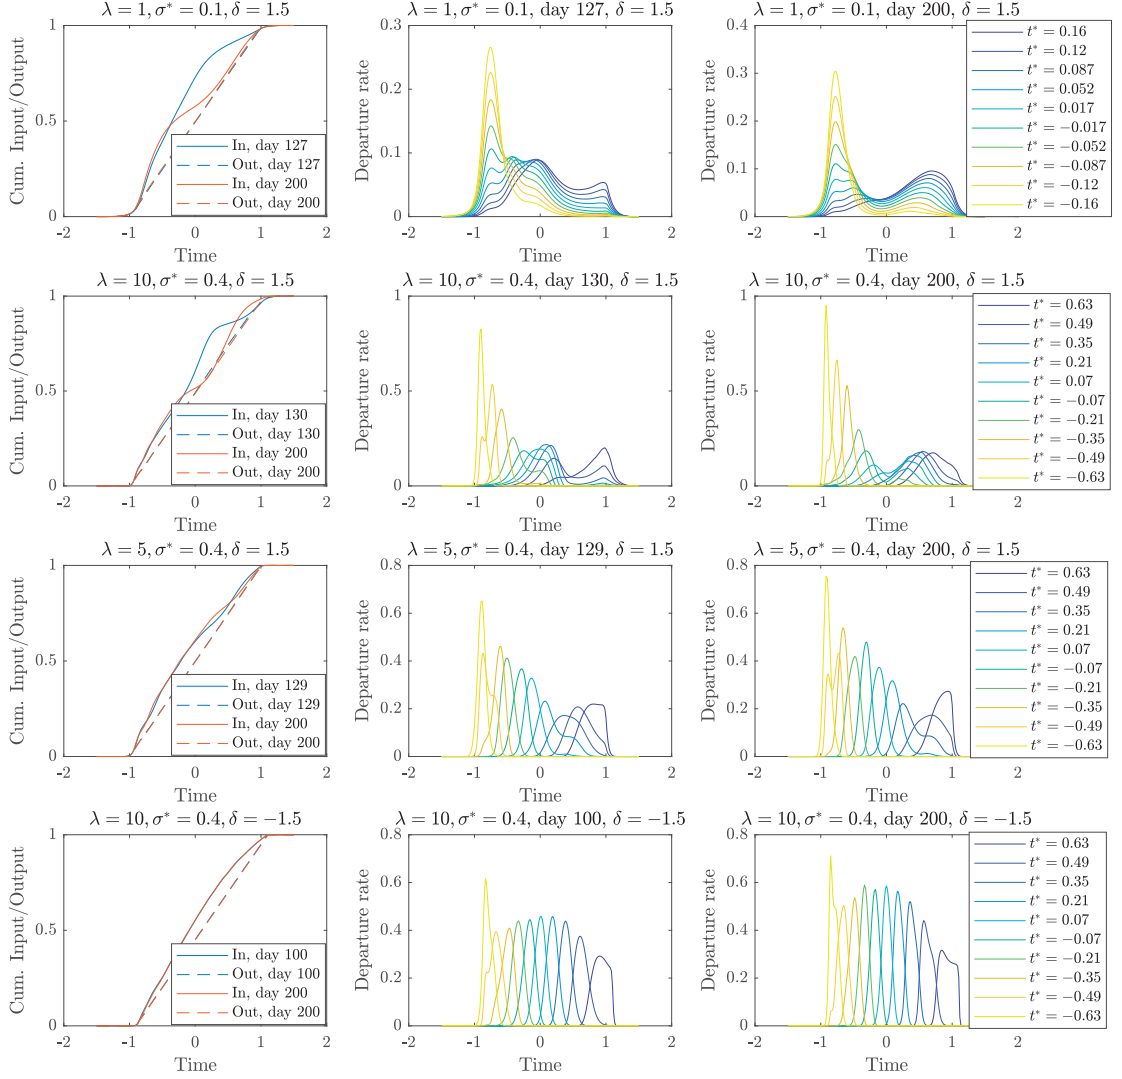 λ = 1, σ* = 0.1, δ = 1.5
Cum. Input/Output
1
0.5
0
-2
-1
0
1
2
Time
In, day 127
Out, day 127
In, day 200
Out, day 200
λ = 1, σ* = 0.1, day 127, δ = 1.5
Departure rate
0.3
0.2
0.1
0
-2
-1
0
1
2
Time
λ = 1, σ* = 0.1, day 200, δ = 1.5
Departure rate
0.4
0.3
0.2
0.1
0
-2
-1
0
1
2
Time
t* = 0.16
t* = 0.12
t* = 0.087
t* = 0.052
t* = 0.017
t* = −0.017
t* = −0.052
t* = −0.087
t* = −0.12
t* = −0.16
λ = 10, σ* = 0.4, δ = 1.5
Cum. Input/Output
1
0.5
0
-2
-1
0
1
2
Time
In, day 130
Out, day 130
In, day 200
Out, day 200
λ = 10, σ* = 0.4, day 130, δ = 1.5
Departure rate
1
0.5
0
-2
-1
0
1
2
Time
λ = 10, σ* = 0.4, day 200, δ = 1.5
Departure rate
1
0.5
0
-2
-1
0
1
2
Time
t* = 0.63
t* = 0.49
t* = 0.35
t* = 0.21
t* = 0.07
t* = −0.07
t* = −0.21
t* = −0.35
t* = −0.49
t* = −0.63
λ = 5, σ* = 0.4, δ = 1.5
Cum. Input/Output
1
0.5
0
-2
-1
0
1
2
Time
In, day 129
Out, day 129
In, day 200
Out, day 200
λ = 5, σ* = 0.4, day 129, δ = 1.5
Departure rate
0.8
0.6
0.4
0.2
0
-2
-1
0
1
2
Time
λ = 5, σ* = 0.4, day 200, δ = 1.5
Departure rate
0.8
0.6
0.4
0.2
0
-2
-1
0
1
2
Time
t* = 0.63
t* = 0.49
t* = 0.35
t* = 0.21
t* = 0.07
t* = −0.07
t* = −0.21
t* = −0.35
t* = −0.49
t* = −0.63
λ = 10, σ* = 0.4, δ = −1.5
Cum. Input/Output
1
0.5
0
-2
-1
0
1
2
Time
In, day 100
Out, day 100
In, day 200
Out, day 200
λ = 10, σ* = 0.4, day 100, δ = −1.5
Departure rate
0.8
0.6
0.4
0.2
0
-2
-1
0
1
2
Time
λ = 10, σ* = 0.4, day 200, δ = −1.5
Departure rate
0.8
0.6
0.4
0.2
0
-2
-1
0
1
2
Time
t* = 0.63
t* = 0.49
t* = 0.35
t* = 0.21
t* = 0.07
t* = −0.07
t* = −0.21
t* = −0.35
t* = −0.49
t* = −0.63